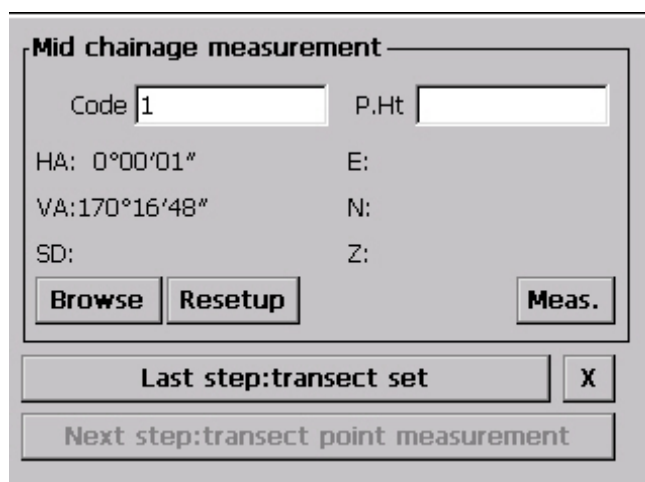 Mid chainage measurement
Code 1 P.Ht
HA: 0°00'01" E:
VA:170°16'48" N:
SD: Z:
Browse Resetup Meas.
Last step:transect set X
Next step:transect point measurement